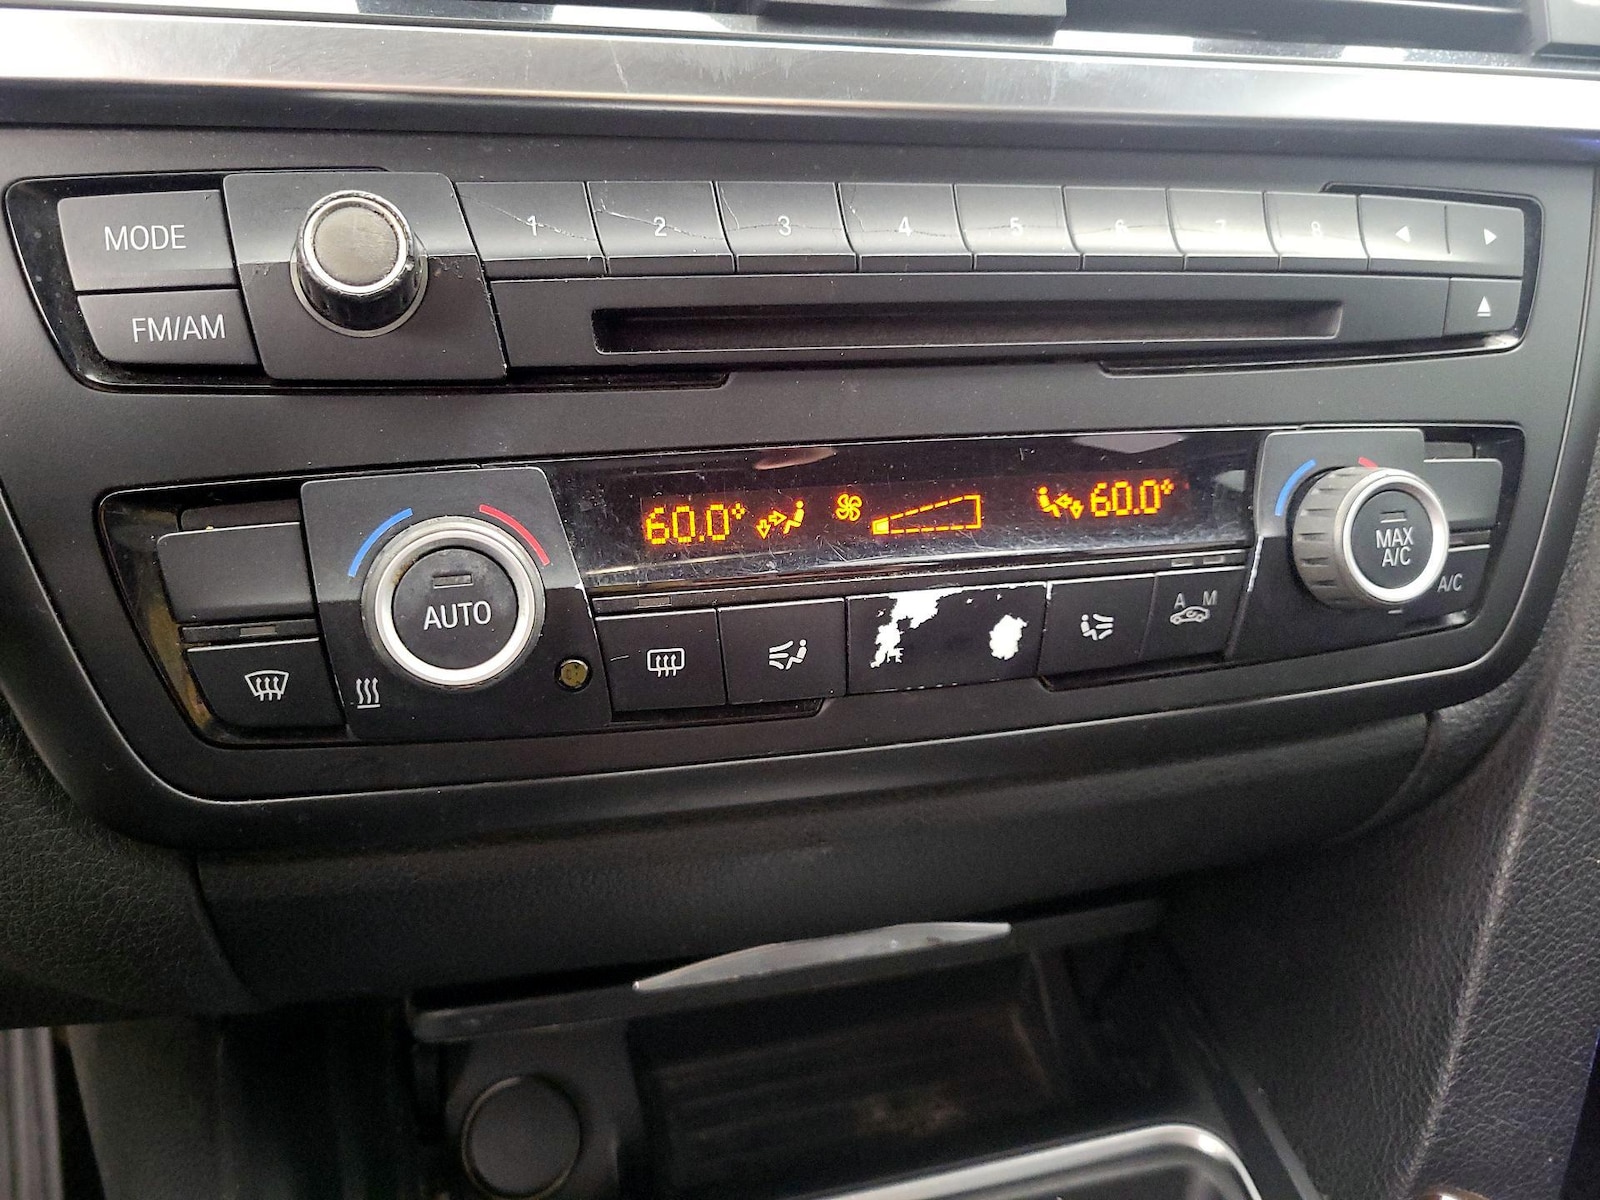 MODE
1 2 3 4 5 6 7 8
FM/AM
60.0° 60.0°
AUTO
MAX
A/C
A/C
A M